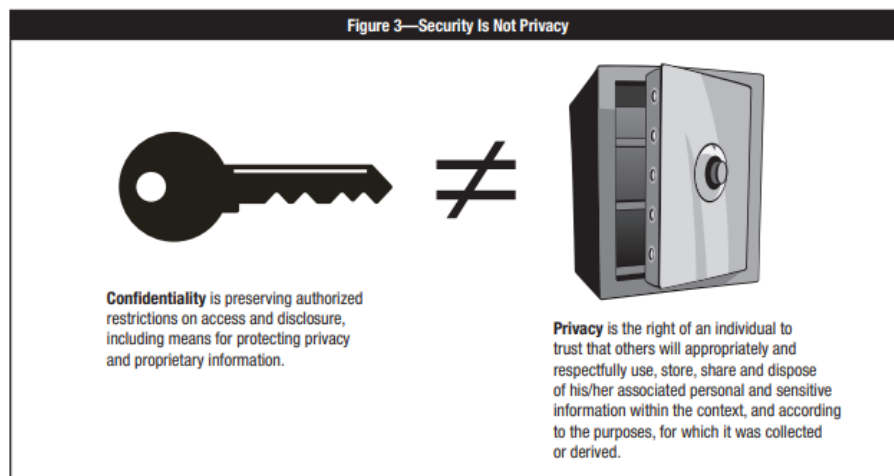 Figure 3—Security Is Not Privacy
≠
Confidentiality is preserving authorized
restrictions on access and disclosure,
including means for protecting privacy
and proprietary information.
Privacy is the right of an individual to
trust that others will appropriately and
respectfully use, store, share and dispose
of his/her associated personal and sensitive
information within the context, and according
to the purposes, for which it was collected
or derived.